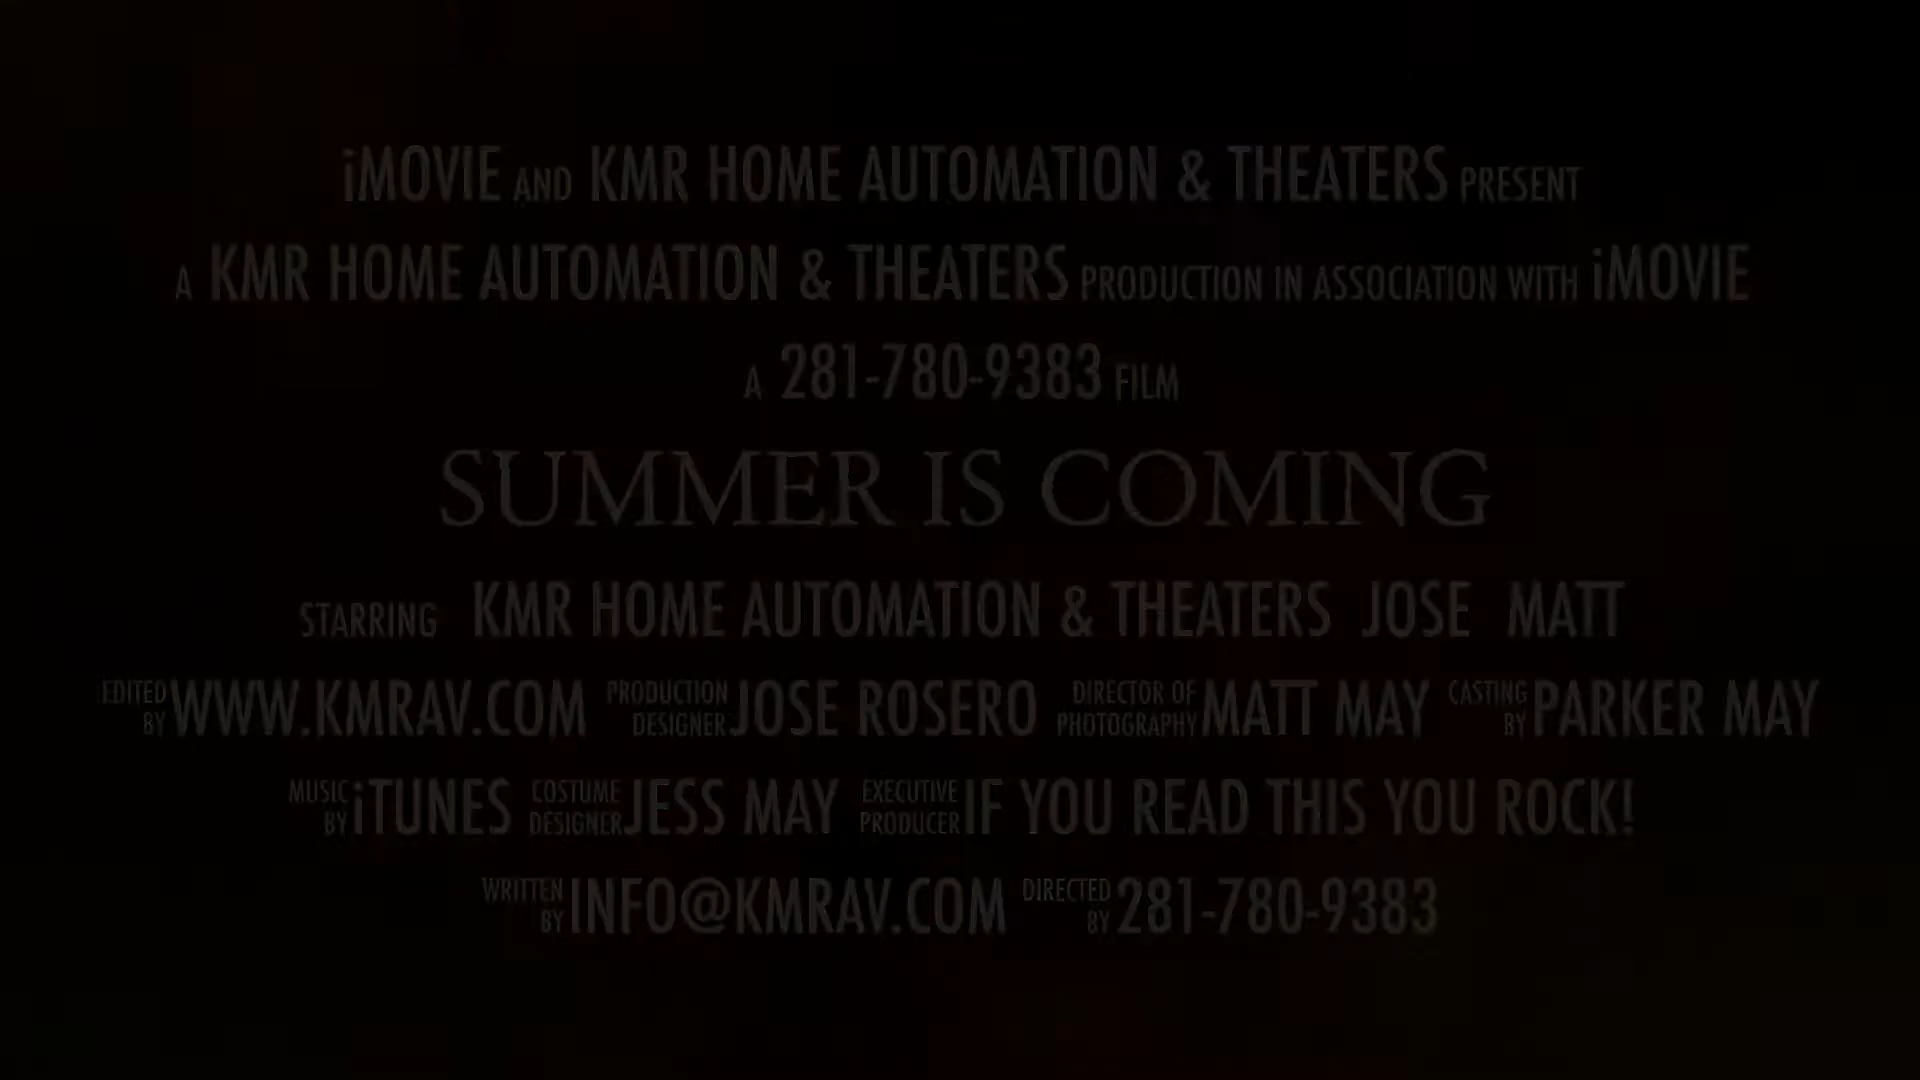 iMOVIE AND KMR HOME AUTOMATION & THEATERS PRESENT
A KMR HOME AUTOMATION & THEATERS PRODUCTION IN ASSOCIATION WITH iMOVIE
A 281-780-9383 FILM
SUMMER IS COMING
STARRING KMR HOME AUTOMATION & THEATERS JOSE MATT
EDITED BY WWW.KMRAV.COM PRODUCTION DESIGNER JOSE ROSERO DIRECTOR OF PHOTOGRAPHY MATT MAY CASTING BY PARKER MAY
MUSIC BY iTUNES COSTUME DESIGNER JESS MAY EXECUTIVE PRODUCER IF YOU READ THIS YOU ROCK!
WRITTEN BY INFO@KMRAV.COM DIRECTED BY 281-780-9383